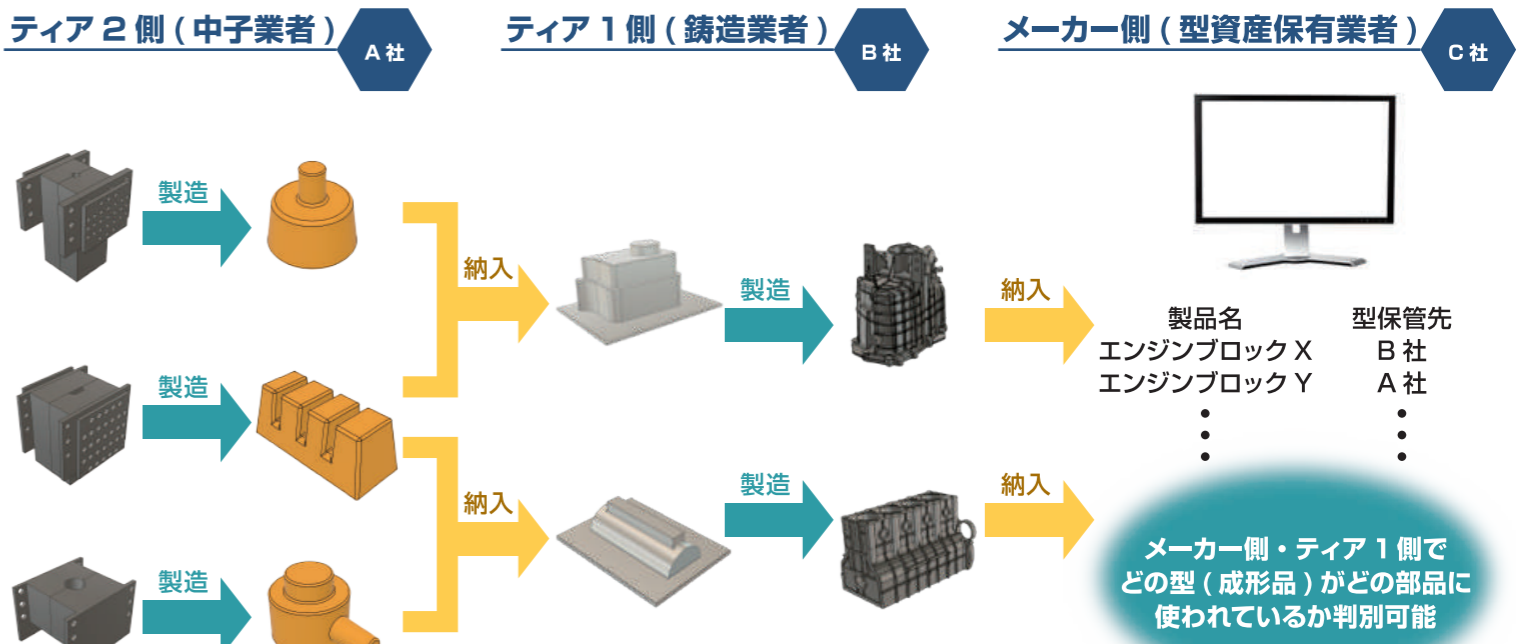 ティア 2 側 ( 中子業者 )
A 社
ティア 1 側 ( 鋳造業者 )
B 社
メーカー側 ( 型資産保有業者 )
C 社
製造
納入
製造
納入
製品名 型保管先
エンジンブロック X B 社
エンジンブロック Y A 社
製造
納入
製造
納入
メーカー側・ティア 1 側で
どの型 ( 成形品 ) がどの部品に
使われているか判別可能
製造